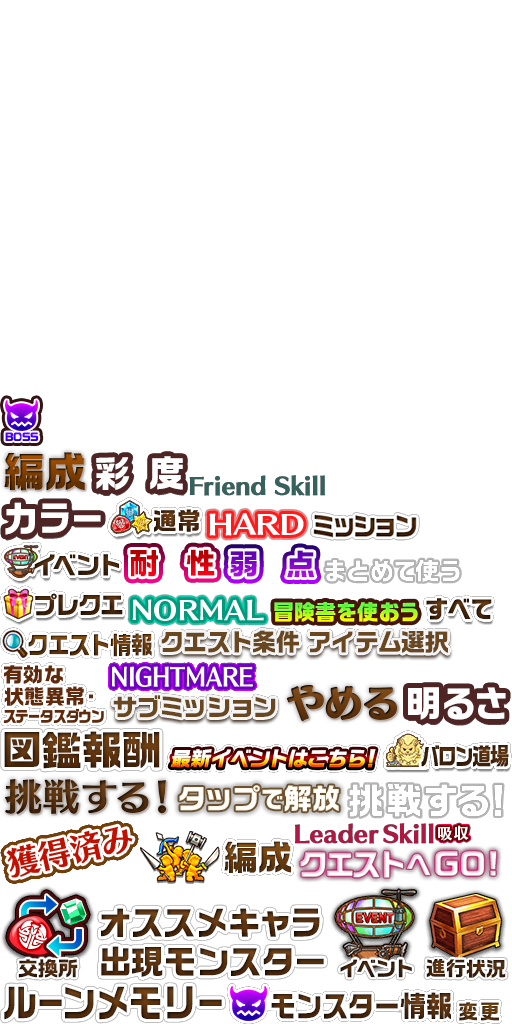 BOSS
編成 彩 度
Friend Skill
カラー 通常 HARD ミッション
EVENT イベント 耐 性 弱 点 まとめて使う
プレクエ NORMAL 冒険書を使おう すべて
クエスト情報 クエスト条件 アイテム選択
有効な
状態異常・
ステータスダウン
NIGHTMARE
サブミッション やめる 明るさ
図鑑報酬 最新イベントはこちら! バロン道場
挑戦する! タップで解放 挑戦する!
獲得済み 編成 Leader Skill 吸収
クエストへGO!
交換所
オススメキャラ
出現モンスター
EVENT
イベント 進行状況
ルーンメモリー モンスター情報 変更